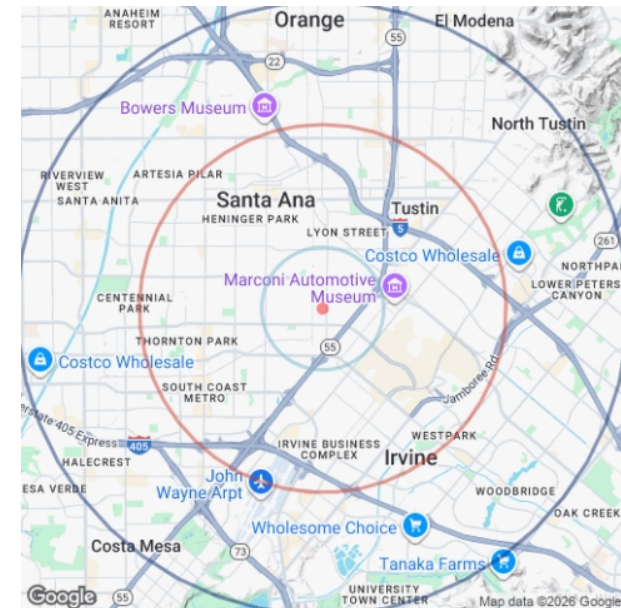 ANAHEIM
RESORT
Orange
El Modena
55
22
Bowers Museum
North Tustin
RIVERVIEW
WEST
ARTESIA PILAR
SANTA ANITA
Santa Ana
HENINGER PARK
Tustin
LYON STREET
5
Costco Wholesale
261
NORTHPA
LOWER PETERS
CANYON
Marconi Automotive
Museum
CENTENNIAL
PARK
THORNTON PARK
55
Costco Wholesale
SOUTH COAST
METRO
Jamboree Rd
erstate 405 Express
405
HALECREST
IRVINE BUSINESS
COMPLEX
WESTPARK
Irvine
ESA VERDE
John
Wayne Arpt
WOODBRIDGE
OAK CREEK
Wholesome Choice
Costa Mesa
73
Tanaka Farms
55
UNIVERSITY
TOWN CENTER
Google
Map data ©2026 Google